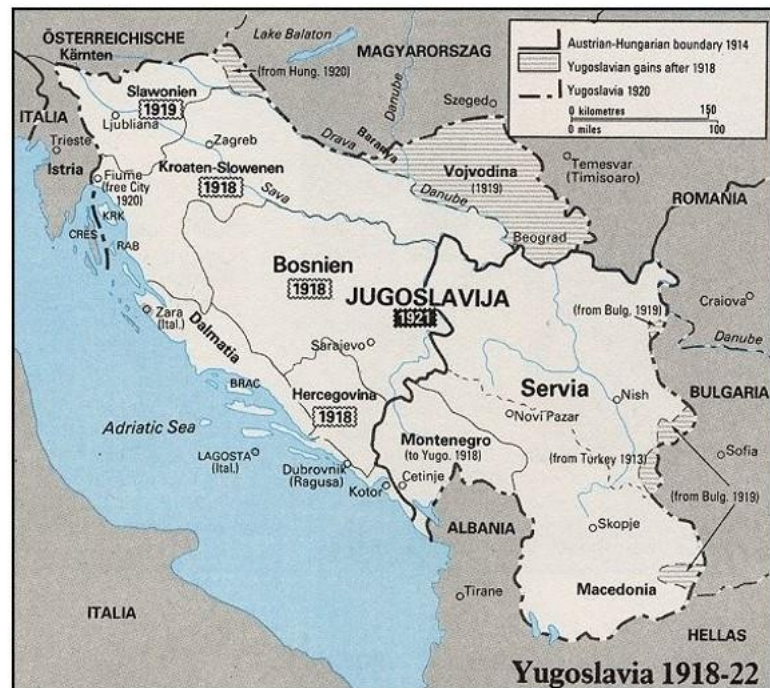 ÖSTERREICHISCHE
Kärnten
Lake Balaton
MAGYARORSZAG
(from Hung. 1920)
Austrian-Hungarian boundary 1914
Yugoslavian gains after 1918
Yugoslavia 1920
0 kilometres 150
0 miles 100
Slawonien
1919
ITALIA
Ljubliana
Trieste
Istria
Zagreb
Kroaten-Slowenen
1918
Fiume
(free City
1920)
KRK
CRES
RAB
Sava
Drava
Baranya
Danube
Szeged
Vojvodina
(1919)
Danube
Temesvar
(Timisoaro)
ROMANIA
Beograd
Bosnien
1918
JUGOSLAVIJA
1921
Zara
(Ital.)
Dalmatia
Sarajevo
(from Bulg. 1919)
Craiova
Danube
BRAC
Hercegovina
1918
Servia
Nish
BULGARIA
Novi Pazar
Adriatic Sea
LAGOSTA
(Ital.)
Dubrovnik
(Ragusa)
Kotor
Cetinje
Montenegro
(to Yugo. 1918)
(from Turkey 1913)
Sofia
(from Bulg. 1919)
ALBANIA
Skopje
Macedonia
Tirane
ITALIA
HELLAS
Yugoslavia 1918-22